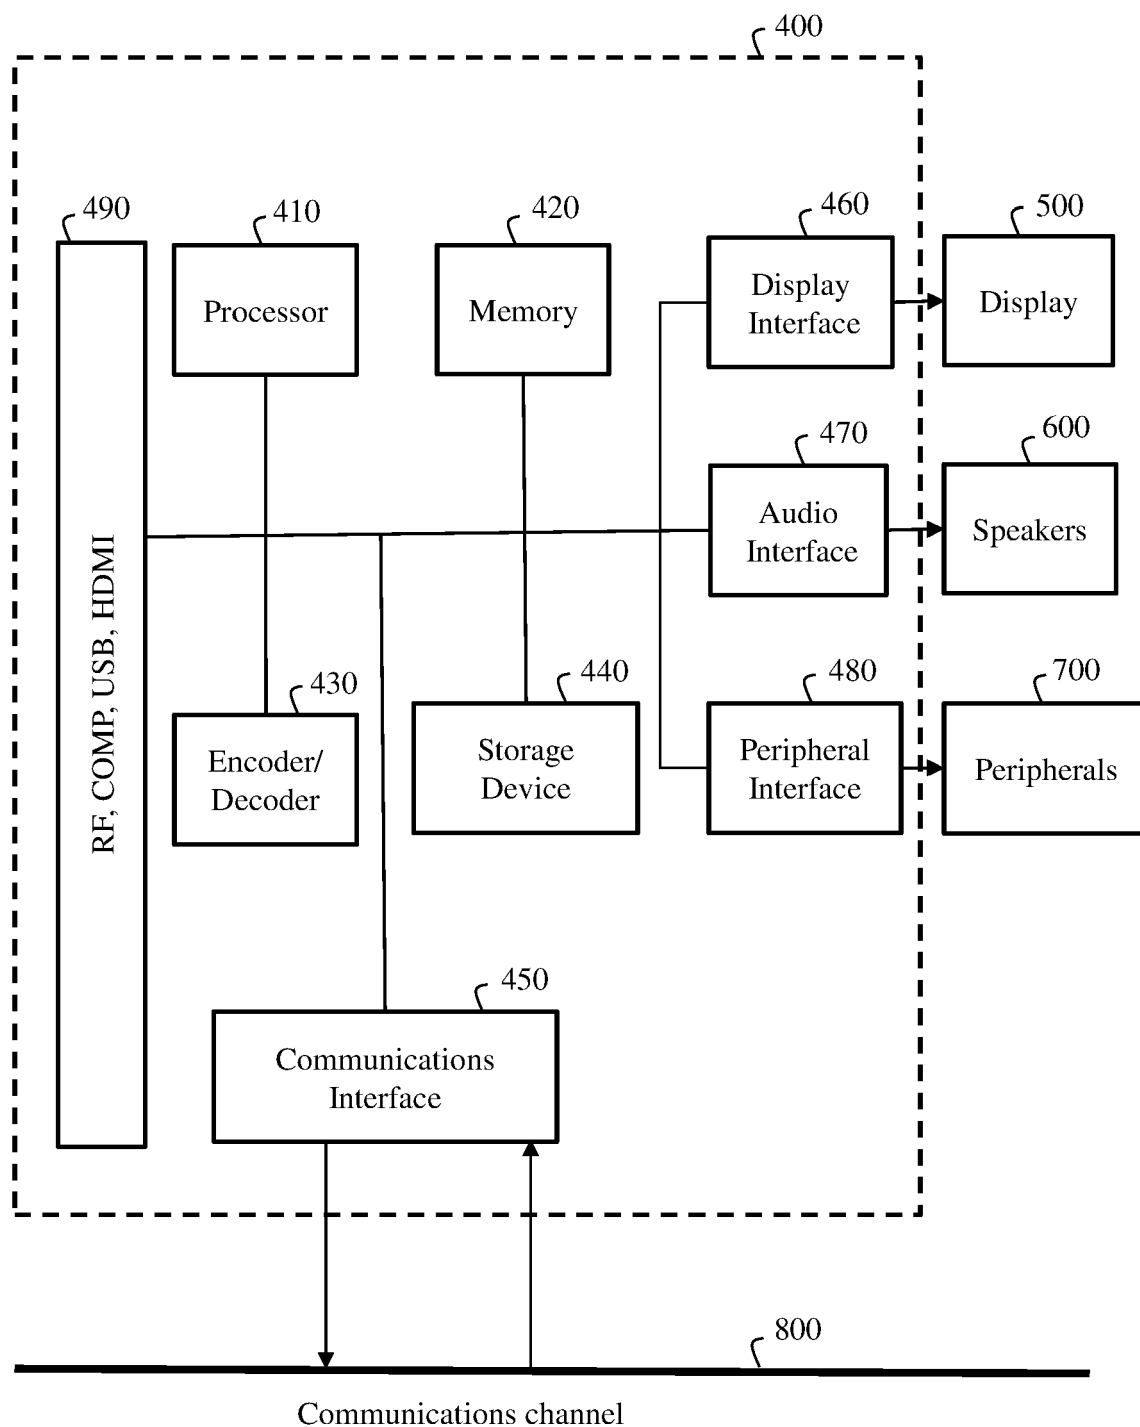 400
490
410
420
460
500
Processor
Memory
Display
Interface
Display
470
600
Audio
Interface
Speakers
RF, COMP, USB, HDMI
430
440
480
700
Encoder/
Decoder
Storage
Device
Peripheral
Interface
Peripherals
450
Communications
Interface
800
Communications channel